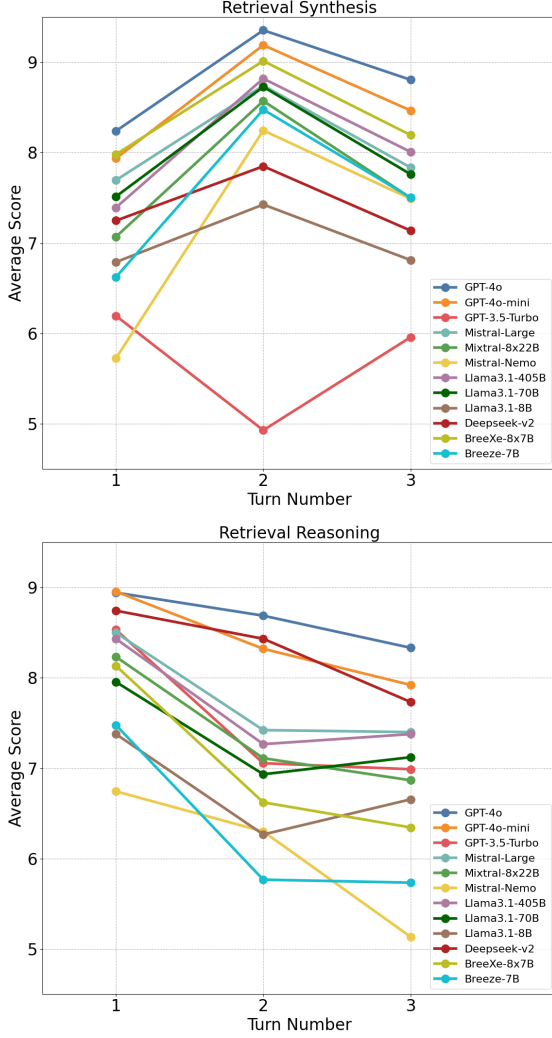 Retrieval Synthesis
Average Score
9
8
7
6
5
GPT-4o
GPT-4o-mini
GPT-3.5-Turbo
Mistral-Large
Mixtral-8x22B
Mistral-Nemo
Llama3.1-405B
Llama3.1-70B
Llama3.1-8B
Deepseek-v2
BreeXe-8x7B
Breeze-7B
1 2 3
Turn Number
Retrieval Reasoning
Average Score
9
8
7
6
5
GPT-4o
GPT-4o-mini
GPT-3.5-Turbo
Mistral-Large
Mixtral-8x22B
Mistral-Nemo
Llama3.1-405B
Llama3.1-70B
Llama3.1-8B
Deepseek-v2
BreeXe-8x7B
Breeze-7B
1 2 3
Turn Number